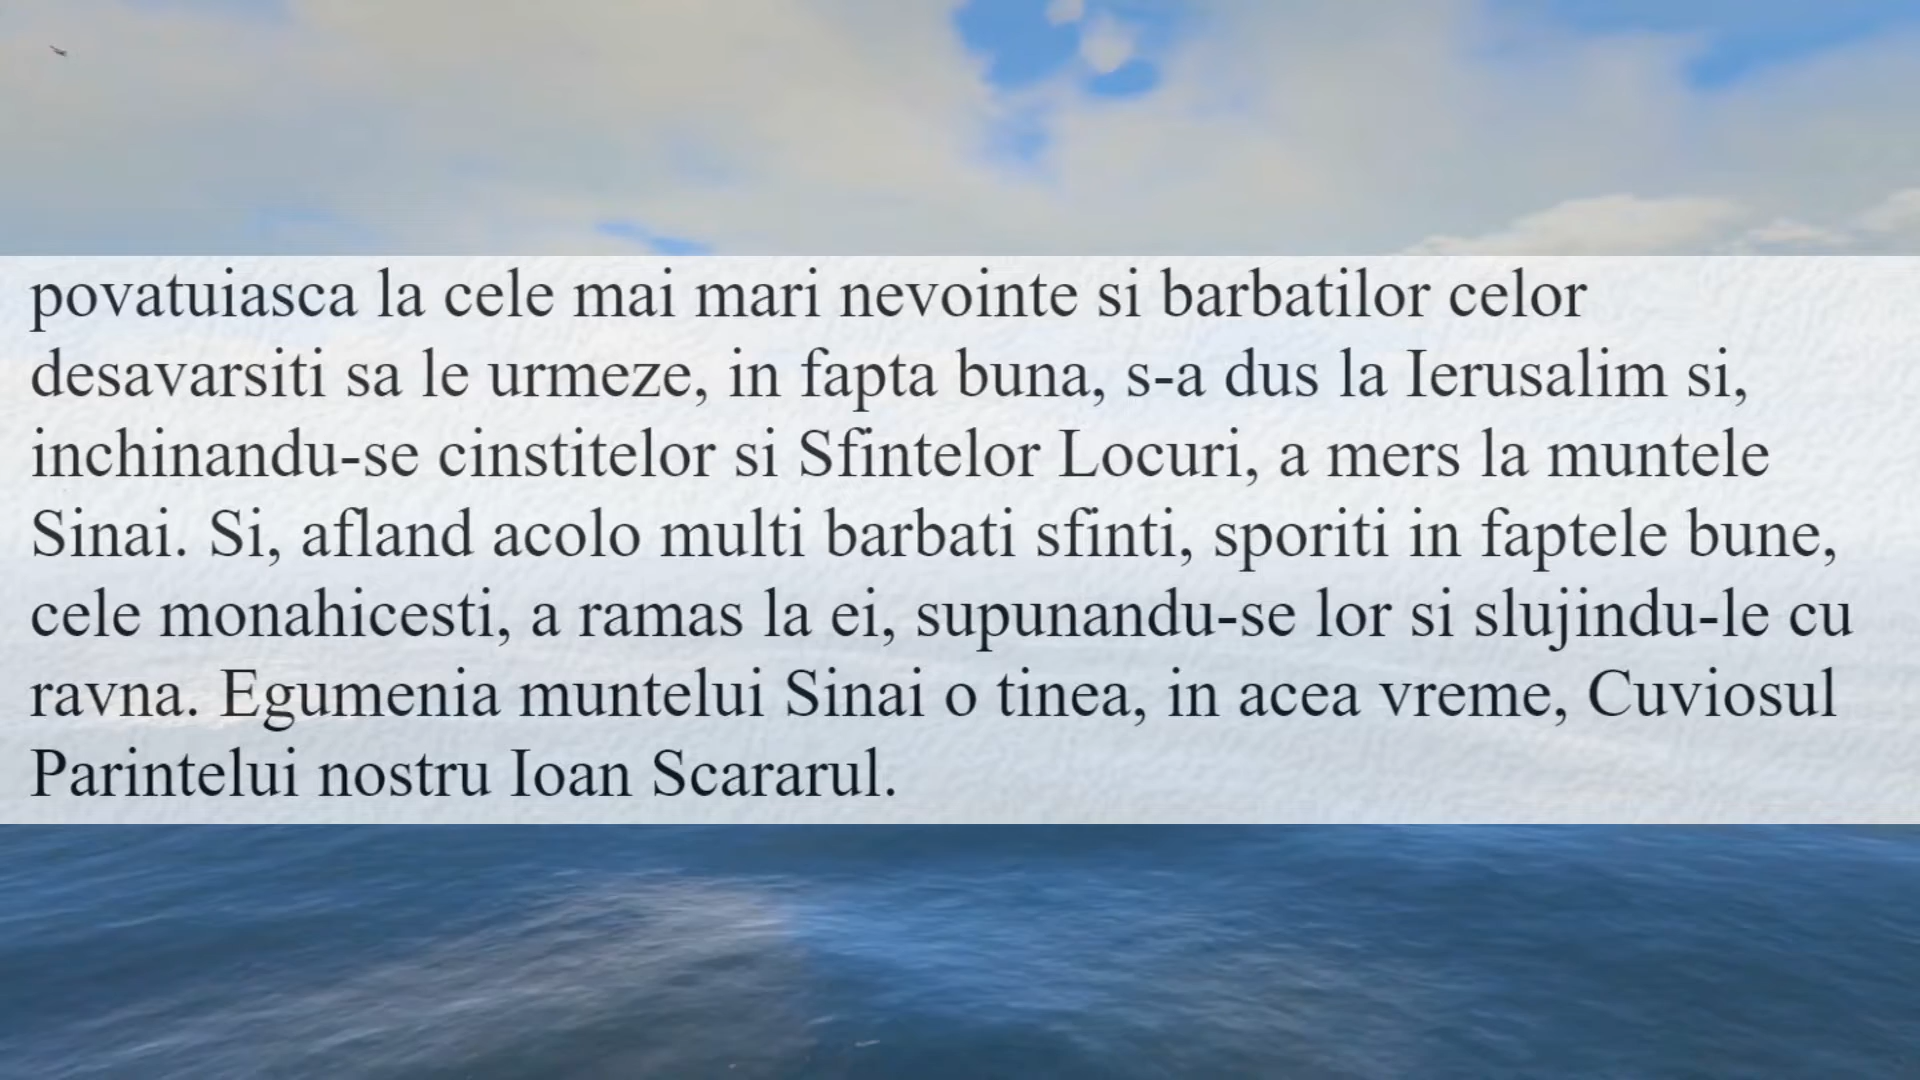 povatuiasca la cele mai mari nevointe si barbatilor celor
desavarsiti sa le urmeze, in fapta buna, s-a dus la Ierusalim si,
inchinandu-se cinstitelor si Sfintelor Locuri, a mers la muntele
Sinai. Si, afland acolo multi barbati sfinti, sporiti in faptele bune,
cele monahicesti, a ramas la ei, supunandu-se lor si slujindu-le cu
ravna. Egumenia muntelui Sinai o tinea, in acea vreme, Cuviosul
Parintelui nostru Ioan Scararul.